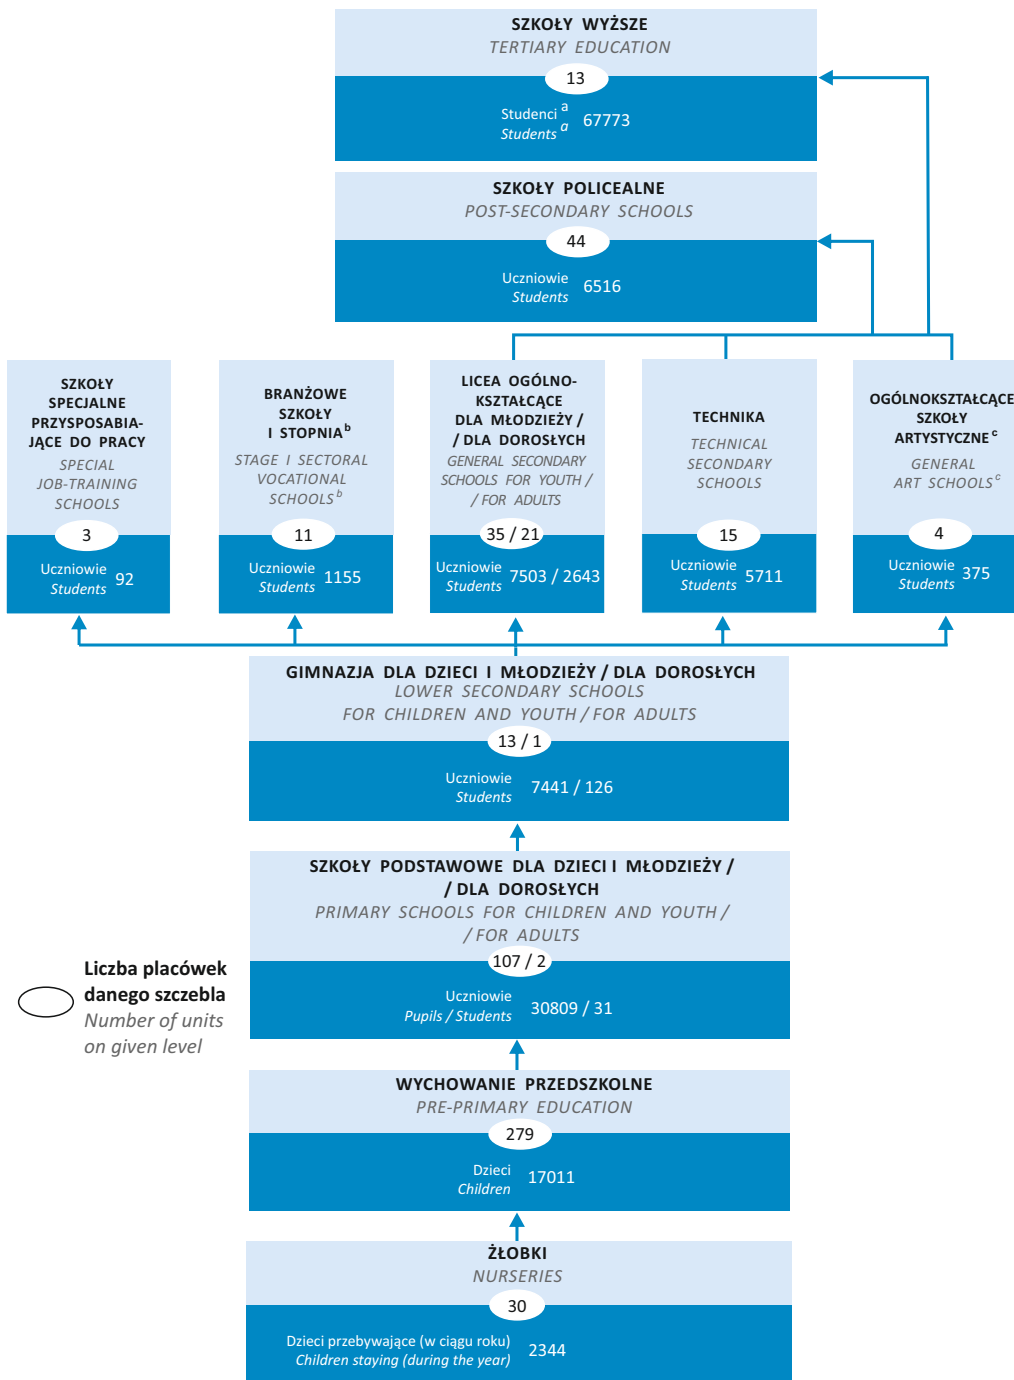 SZKOŁY WYŻSZE
TERTIARY EDUCATION
13
Studenci a
Students a
67773
SZKOŁY POLICEALNE
POST-SECONDARY SCHOOLS
44
Uczniowie
Students
6516
SZKOŁY
SPECJALNE
PRZYSPOSABIA-
JĄCE DO PRACY
SPECIAL
JOB-TRAINING
SCHOOLS
3
Uczniowie
Students
92
BRANŻOWE
SZKOŁY
I STOPNIA b
STAGE I SECTORAL
VOCATIONAL
SCHOOLS b
11
Uczniowie
Students
1155
LICEA OGÓLNO-
KSZTAŁCĄCE
DLA MŁODZIEŻY /
/ DLA DOROSŁYCH
GENERAL SECONDARY
SCHOOLS FOR YOUTH /
/ FOR ADULTS
35 / 21
Uczniowie
Students
7503 / 2643
TECHNIKA
TECHNICAL
SECONDARY
SCHOOLS
15
Uczniowie
Students
5711
OGÓLNOKSZTAŁCĄCE
SZKOŁY
ARTYSTYCZNE c
GENERAL
ART SCHOOLS c
4
Uczniowie
Students
375
GIMNAZJA DLA DZIECI I MŁODZIEŻY / DLA DOROSŁYCH
LOWER SECONDARY SCHOOLS
FOR CHILDREN AND YOUTH / FOR ADULTS
13 / 1
Uczniowie
Students
7441 / 126
SZKOŁY PODSTAWOWE DLA DZIECI I MŁODZIEŻY /
/ DLA DOROSŁYCH
PRIMARY SCHOOLS FOR CHILDREN AND YOUTH /
/ FOR ADULTS
107 / 2
Uczniowie
Pupils / Students
30809 / 31
Liczba placówek
danego szczebla
Number of units
on given level
WYCHOWANIE PRZEDSZKOLNE
PRE-PRIMARY EDUCATION
279
Dzieci
Children
17011
ŻŁOBKI
NURSERIES
30
Dzieci przebywające (w ciągu roku)
Children staying (during the year)
2344